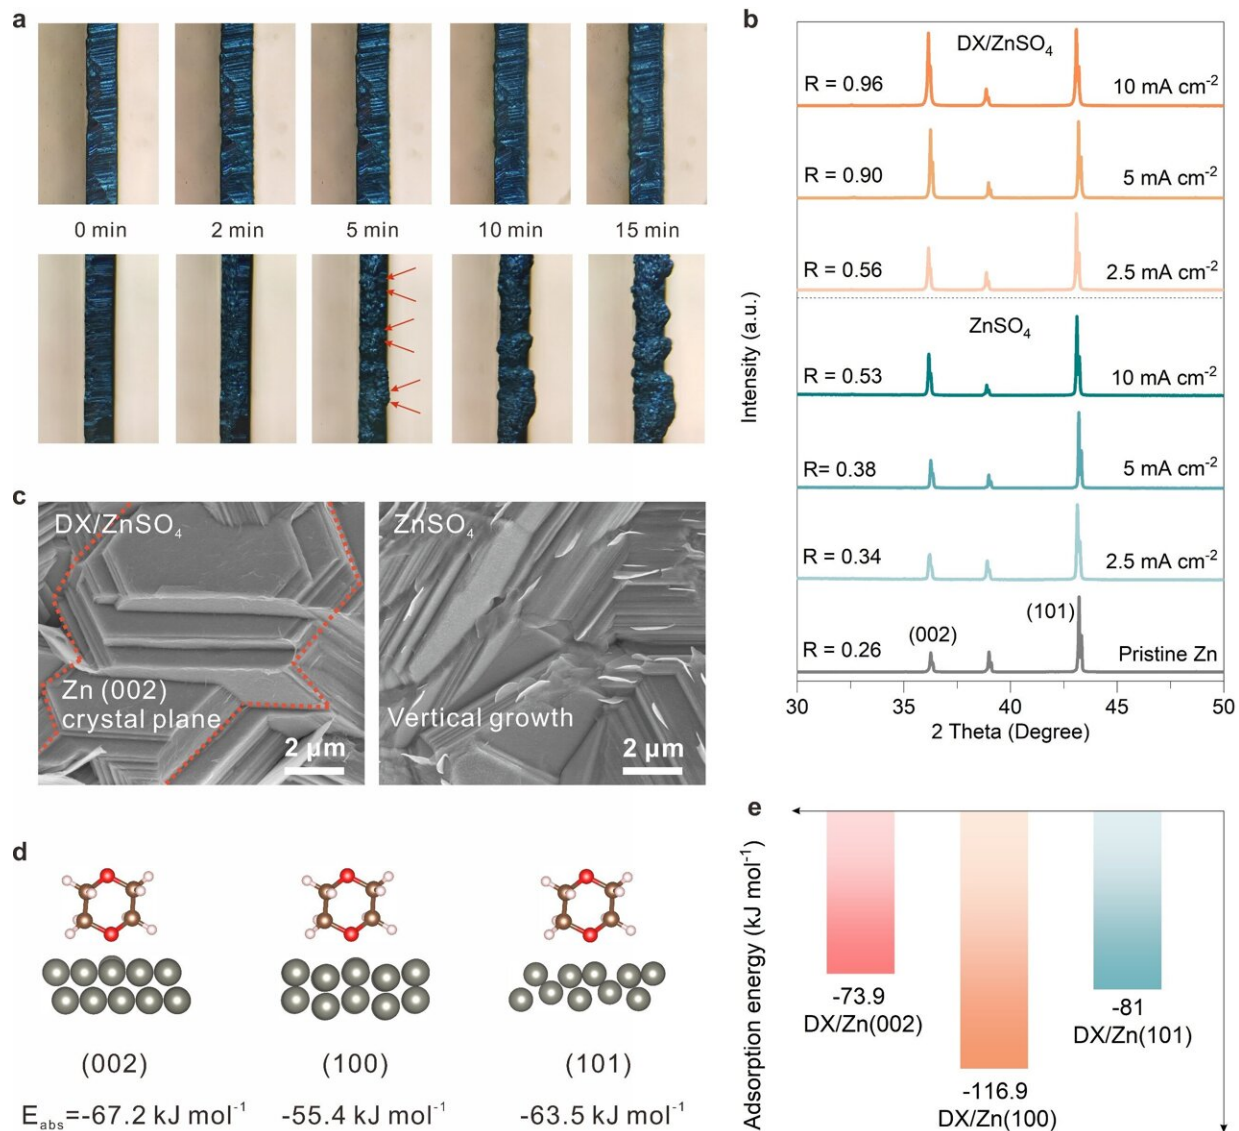 a
0 min
2 min
5 min
10 min
15 min
b
DX/ZnSO₄
R = 0.96
10 mA cm⁻²
R = 0.90
5 mA cm⁻²
R = 0.56
2.5 mA cm⁻²
ZnSO₄
R = 0.53
10 mA cm⁻²
R= 0.38
5 mA cm⁻²
R = 0.34
2.5 mA cm⁻²
(002)
(101)
R = 0.26
Pristine Zn
Intensity (a.u.)
30
35
40
45
50
2 Theta (Degree)
c
DX/ZnSO₄
Zn (002)
crystal plane
2 μm
ZnSO₄
Vertical growth
2 μm
d
(002)
(100)
(101)
Eabs=-67.2 kJ mol⁻¹
-55.4 kJ mol⁻¹
-63.5 kJ mol⁻¹
e
Adsorption energy (kJ mol⁻¹)
-73.9
DX/Zn(002)
-116.9
DX/Zn(100)
-81
DX/Zn(101)